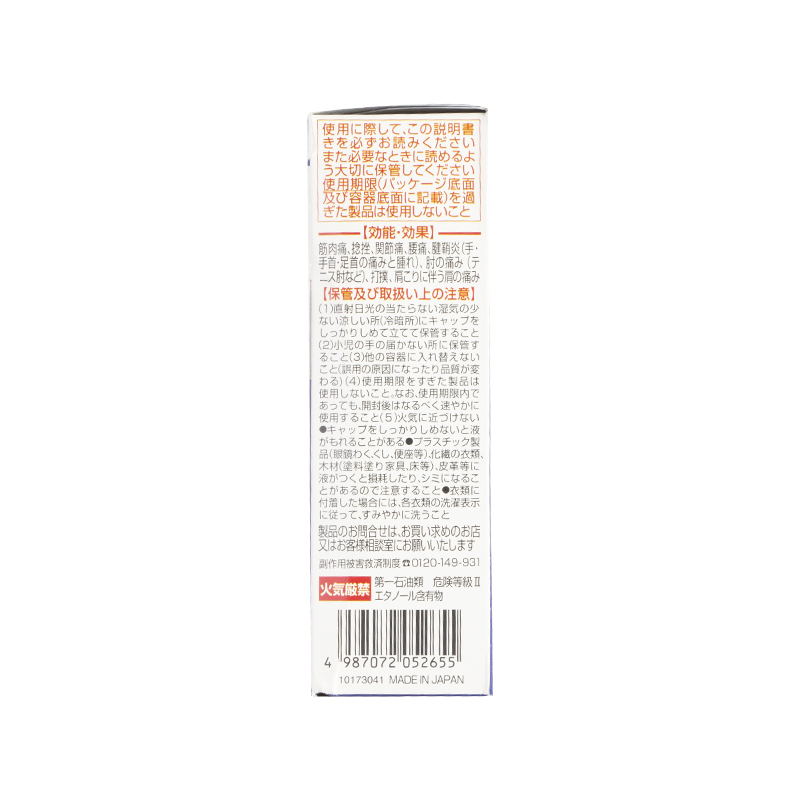 使用に際して、この説明書
きを必ずお読みください
また必要なときに読めるよ
う大切に保管してください
使用期限(パッケージ底面
及び容器底面に記載)を過
ぎた製品は使用しないこと
【効能・効果】
筋肉痛、捻挫、関節痛、腰痛、腱鞘炎(手・
手首・足首の痛みと腫れ)、肘の痛み(テ
ニス肘など)、打撲、肩こりに伴う肩の痛み
【保管及び取扱い上の注意】
(1)直射日光の当たらない湿気の少
ない涼しい所(冷暗所)にキャップを
しっかりしめて立てて保管すること
(2)小児の手の届かない所に保管す
ること(3)他の容器に入れ替えない
こと(誤用の原因になったり品質が変
わる)(4)使用期限をすぎた製品は
使用しないこと。なお、使用期限内で
あっても、開封後はなるべく速やかに
使用すること(5)火気に近づけない
●キャップをしっかりしめないと液
がもれることがある●プラスチック製
品(眼鏡わく、くし、便座等)、化繊の衣類、
木材(塗料塗り家具、床等)、皮革等に
液がつくと損耗したり、シミになるこ
とがあるので注意すること●衣類に
付着した場合には、各衣類の洗濯表示
に従って、すみやかに洗うこと
製品のお問合せは、お買い求めのお店
又はお客様相談室にお願いいたします
副作用被害救済制度☎0120-149-931
火気厳禁 第一石油類 危険等級Ⅱ
エタノール含有物
4 987072 052655
10173041 MADE IN JAPAN